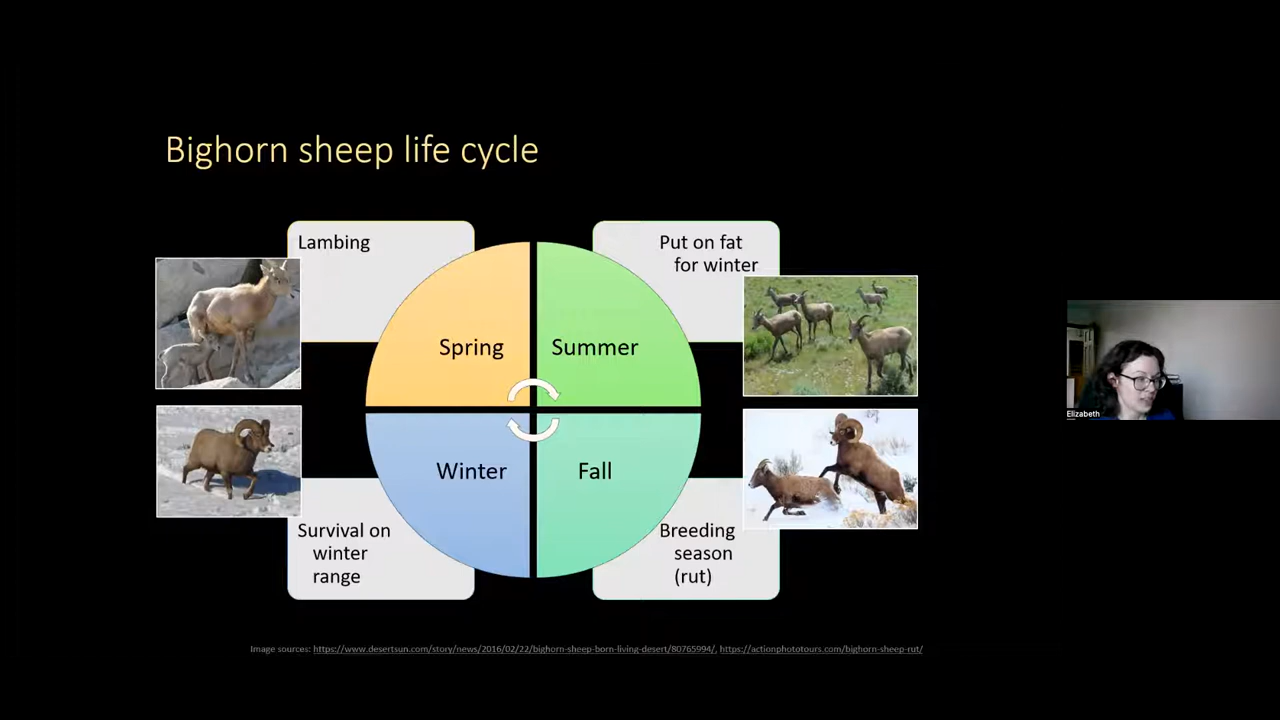 Bighorn sheep life cycle
Lambing
Put on fat
for winter
Spring
Summer
Winter
Fall
Survival on
winter
range
Breeding
season
(rut)
Elizabeth
Image sources: https://www.desertsun.com/story/news/2016/02/22/bighorn-sheep-born-living-desert/80765994/, https://actionphototours.com/bighorn-sheep-rut/